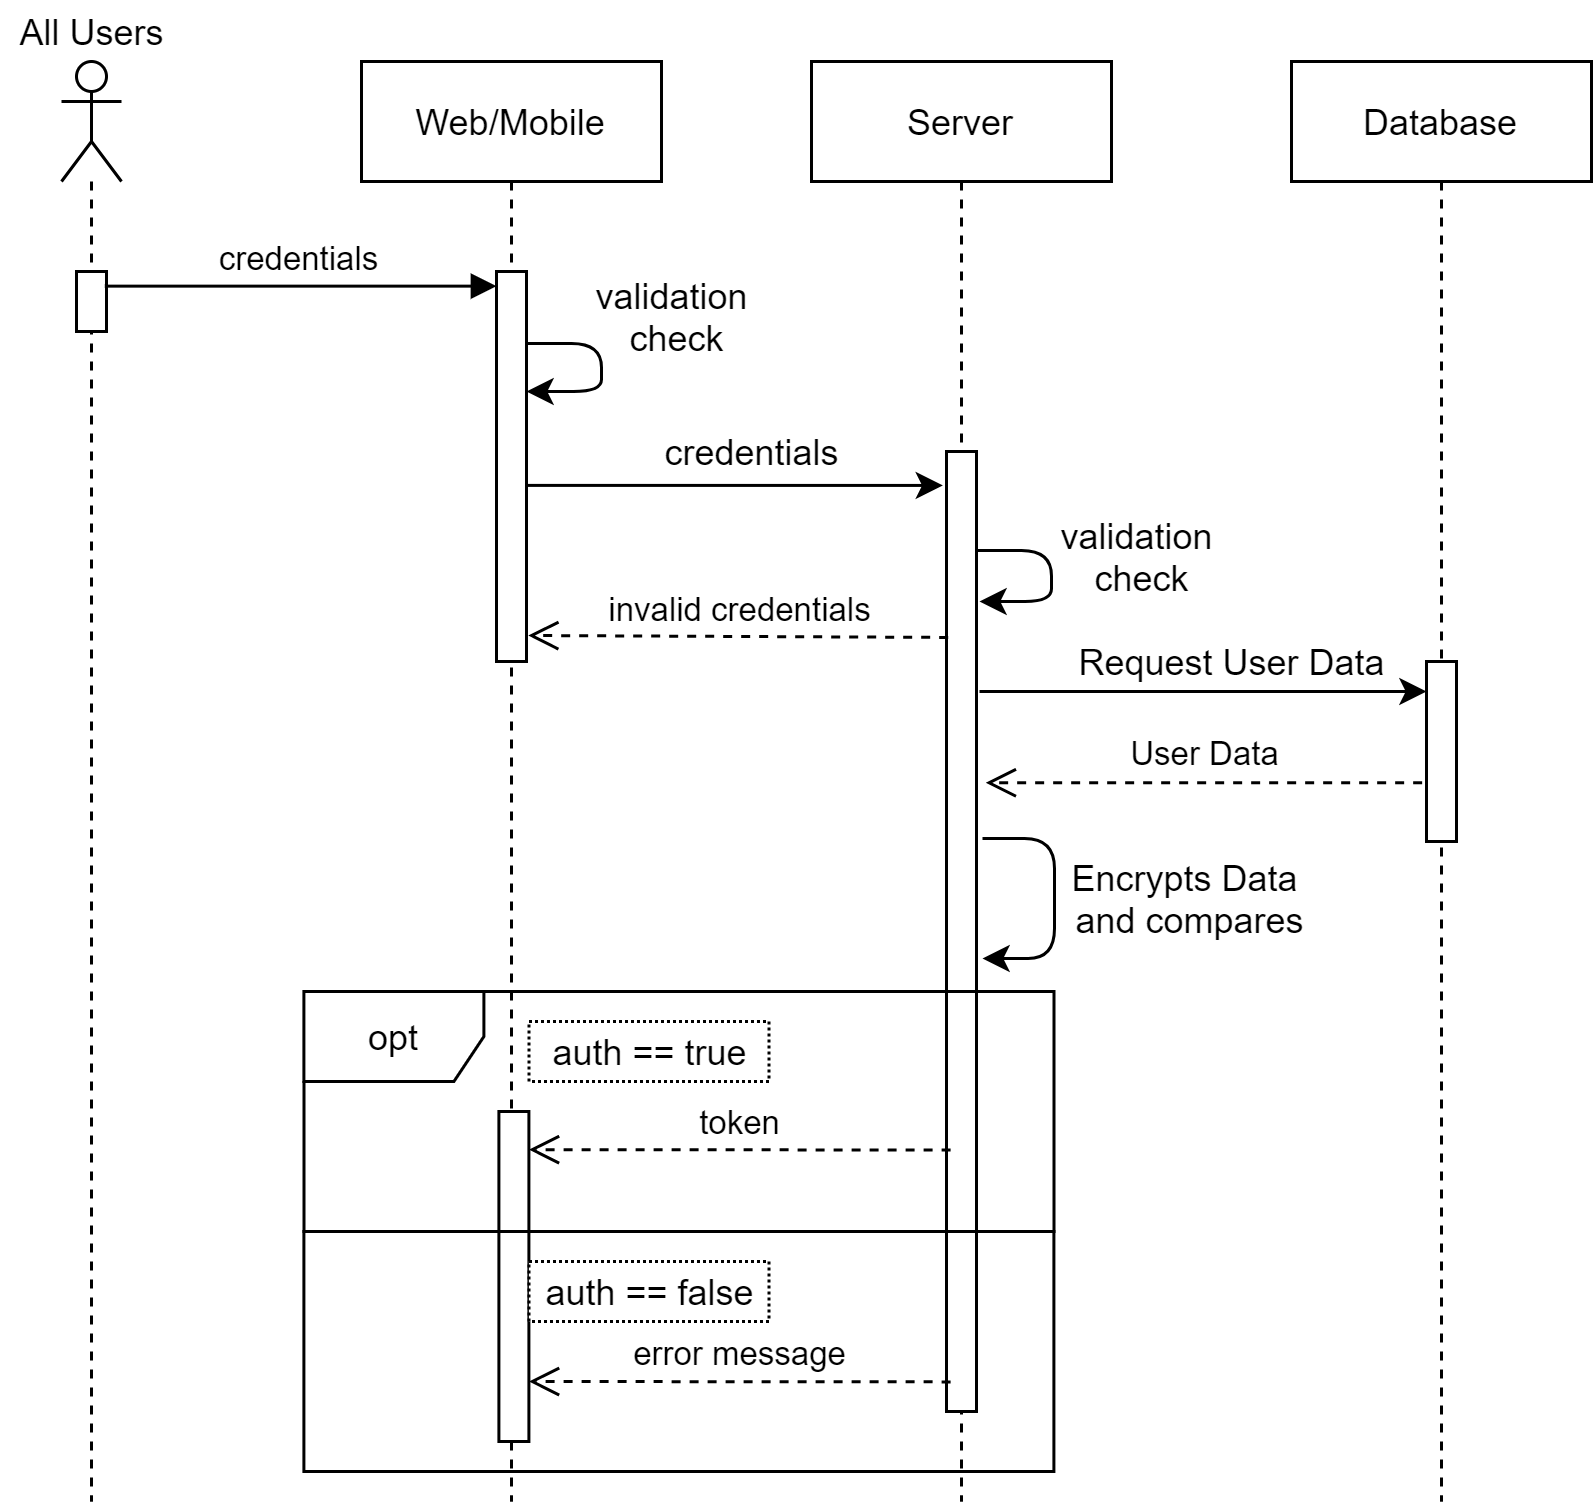 All Users
Web/Mobile
Server
Database
credentials
validation
check
credentials
validation
check
invalid credentials
Request User Data
User Data
Encrypts Data
and compares
opt
auth == true
token
auth == false
error message